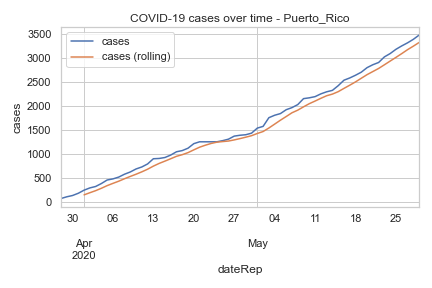 COVID-19 cases over time - Puerto_Rico
cases
cases (rolling)
cases
3500
3000
2500
2000
1500
1000
500
0
30 06 13 20 27 04 11 18 25
Apr May
2020
dateRep